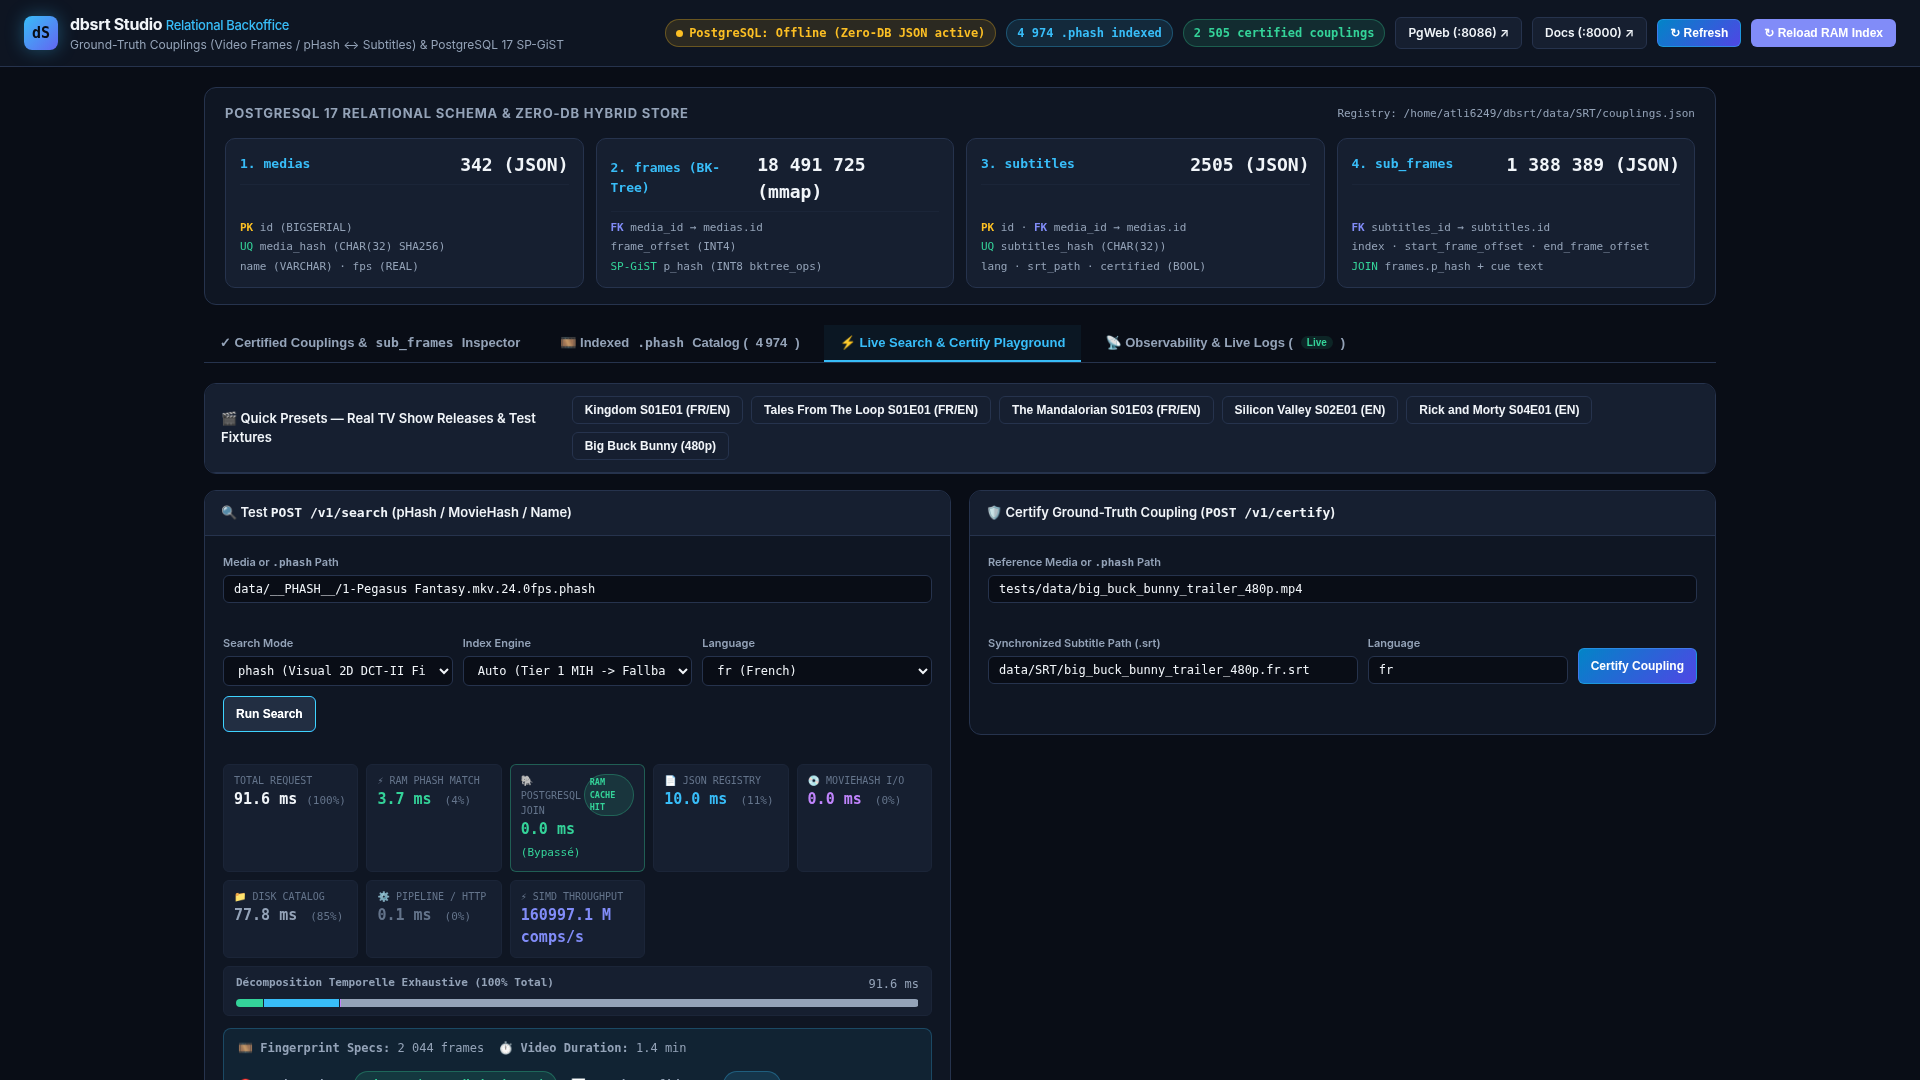 dS
dbsrt Studio Relational Backoffice
Ground-Truth Couplings (Video Frames / pHash ↔ Subtitles) & PostgreSQL 17 SP-GiST
PostgreSQL: Offline (Zero-DB JSON active)
4 974 .phash indexed
2 505 certified couplings
PgWeb (:8086) ↗
Docs (:8000) ↗
↻ Refresh
↻ Reload RAM Index
POSTGRESQL 17 RELATIONAL SCHEMA & ZERO-DB HYBRID STORE
Registry: /home/atli6249/dbsrt/data/SRT/couplings.json
1. medias
342 (JSON)
PK id (BIGSERIAL)
UQ media_hash (CHAR(32) SHA256)
name (VARCHAR) · fps (REAL)
2. frames (BK-
Tree)
18 491 725
(mmap)
FK media_id → medias.id
frame_offset (INT4)
SP-GiST p_hash (INT8 bktree_ops)
3. subtitles
2505 (JSON)
PK id · FK media_id → medias.id
UQ subtitles_hash (CHAR(32))
lang · srt_path · certified (BOOL)
4. sub_frames
1 388 389 (JSON)
FK subtitles_id → subtitles.id
index · start_frame_offset · end_frame_offset
JOIN frames.p_hash + cue text
✓ Certified Couplings & sub_frames Inspector
🎞️ Indexed .phash Catalog ( 4 974 )
⚡ Live Search & Certify Playground
📡 Observability & Live Logs ( Live )
🎬 Quick Presets — Real TV Show Releases & Test
Fixtures
Kingdom S01E01 (FR/EN)
Tales From The Loop S01E01 (FR/EN)
The Mandalorian S01E03 (FR/EN)
Silicon Valley S02E01 (EN)
Rick and Morty S04E01 (EN)
Big Buck Bunny (480p)
🔍 Test POST /v1/search (pHash / MovieHash / Name)
Media or .phash Path
data/__PHASH__/1-Pegasus Fantasy.mkv.24.0fps.phash
Search Mode
Index Engine
Language
phash (Visual 2D DCT-II Fi
Auto (Tier 1 MIH -> Fallba
fr (French)
Run Search
TOTAL REQUEST
91.6 ms (100%)
⚡ RAM PHASH MATCH
3.7 ms (4%)
🐘
POSTGRESQL
JOIN
RAM
CACHE
HIT
0.0 ms
(Bypassé)
📄 JSON REGISTRY
10.0 ms (11%)
💿 MOVIEHASH I/O
0.0 ms (0%)
📁 DISK CATALOG
77.8 ms (85%)
⚙️ PIPELINE / HTTP
0.1 ms (0%)
⚡ SIMD THROUGHPUT
160997.1 M
comps/s
Décomposition Temporelle Exhaustive (100% Total)
91.6 ms
🎞️ Fingerprint Specs: 2 044 frames ⏱️ Video Duration: 1.4 min
🛡️ Certify Ground-Truth Coupling (POST /v1/certify)
Reference Media or .phash Path
tests/data/big_buck_bunny_trailer_480p.mp4
Synchronized Subtitle Path (.srt)
Language
data/SRT/big_buck_bunny_trailer_480p.fr.srt
fr
Certify Coupling